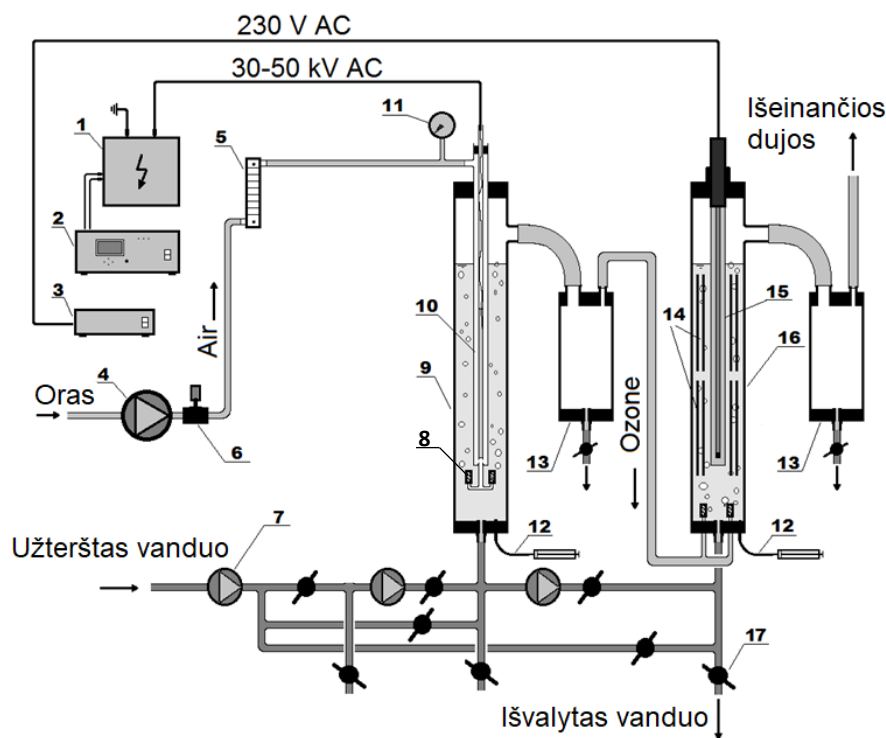 230 V AC
30-50 kV AC
Išeinančios
dujos
11
1
5
2
3
10
14
15
16
9
Air
Oras
4
Ozone
8
6
13
13
12
12
7
Užterštas vanduo
17
Išvalytas vanduo